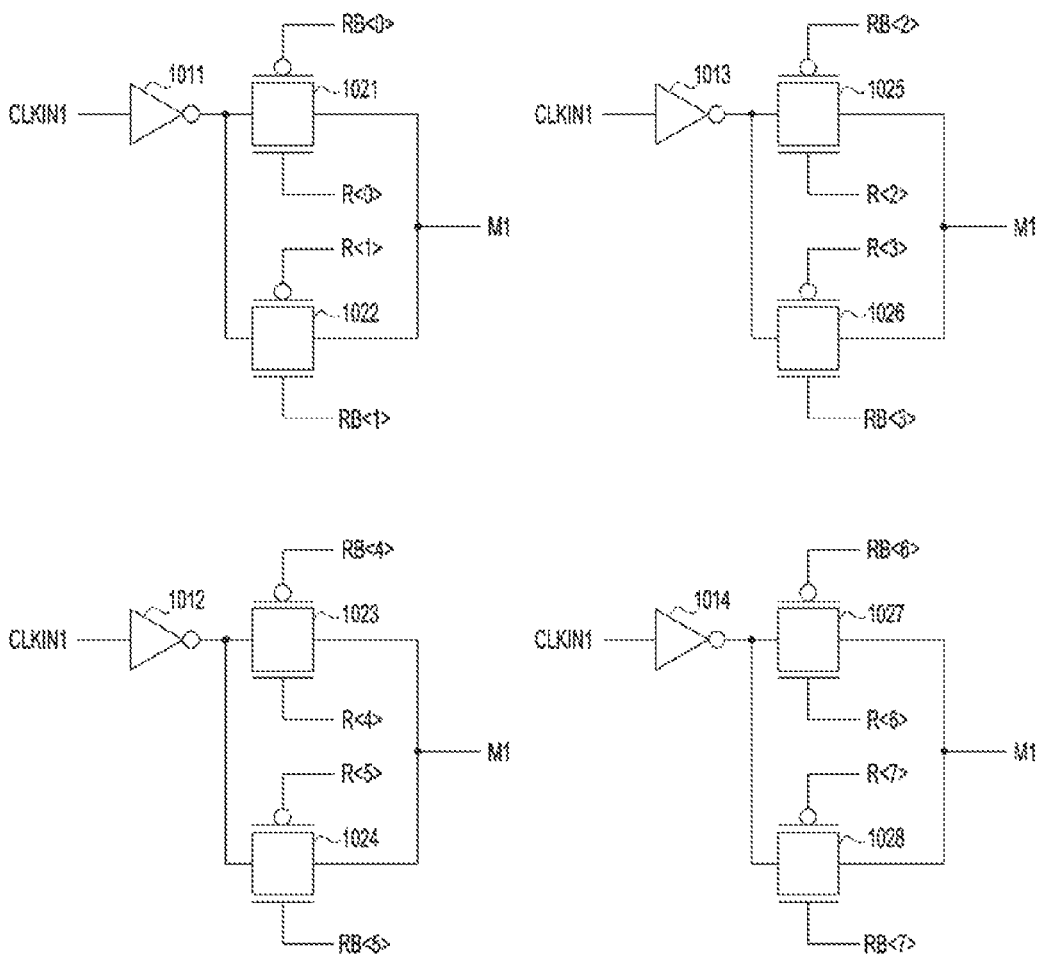 RB<0>
1011
1021
CLKIN1
R<0>
M1
R<1>
1022
RB<1>
RB<2>
1013
1025
CLKIN1
R<2>
M1
R<3>
1026
RB<3>
RB<4>
1012
1023
CLKIN1
R<4>
M1
R<5>
1024
RB<5>
RB<6>
1014
1027
CLKIN1
R<6>
M1
R<7>
1028
RB<7>